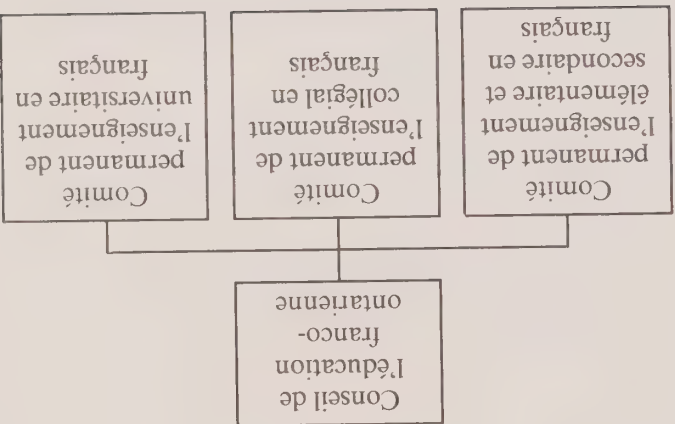 Conseil de
l'éducation
franco-
ontarienne
Comité
permanent de
l'enseignement
élémentaire et
secondaire en
français
Comité
permanent de
l'enseignement
collégial en
français
Comité
permanent de
l'enseignement
universitaire en
français